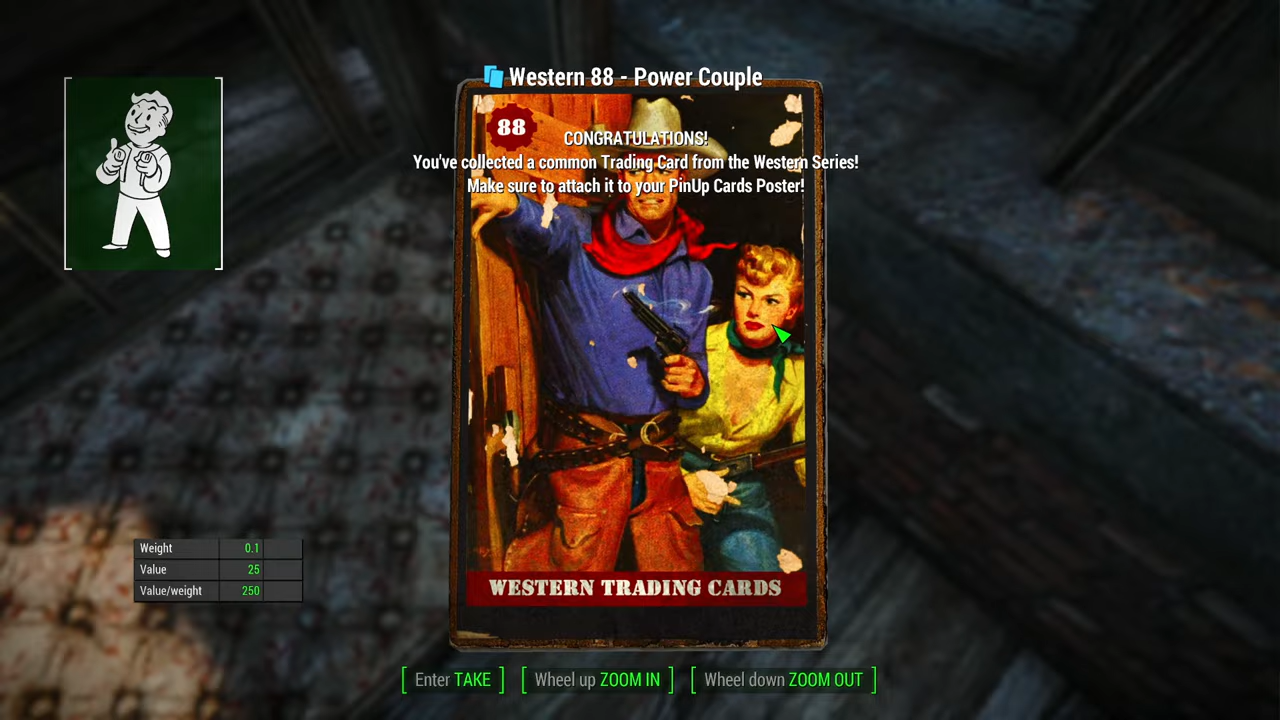 Western 88 - Power Couple
88
CONGRATULATIONS!
You've collected a common Trading Card from the Western Series!
Make sure to attach it to your PinUp Cards Poster!
WESTERN TRADING CARDS
Weight 0.1
Value 25
Value/weight 250
Enter TAKE
Wheel up ZOOM IN
Wheel down ZOOM OUT